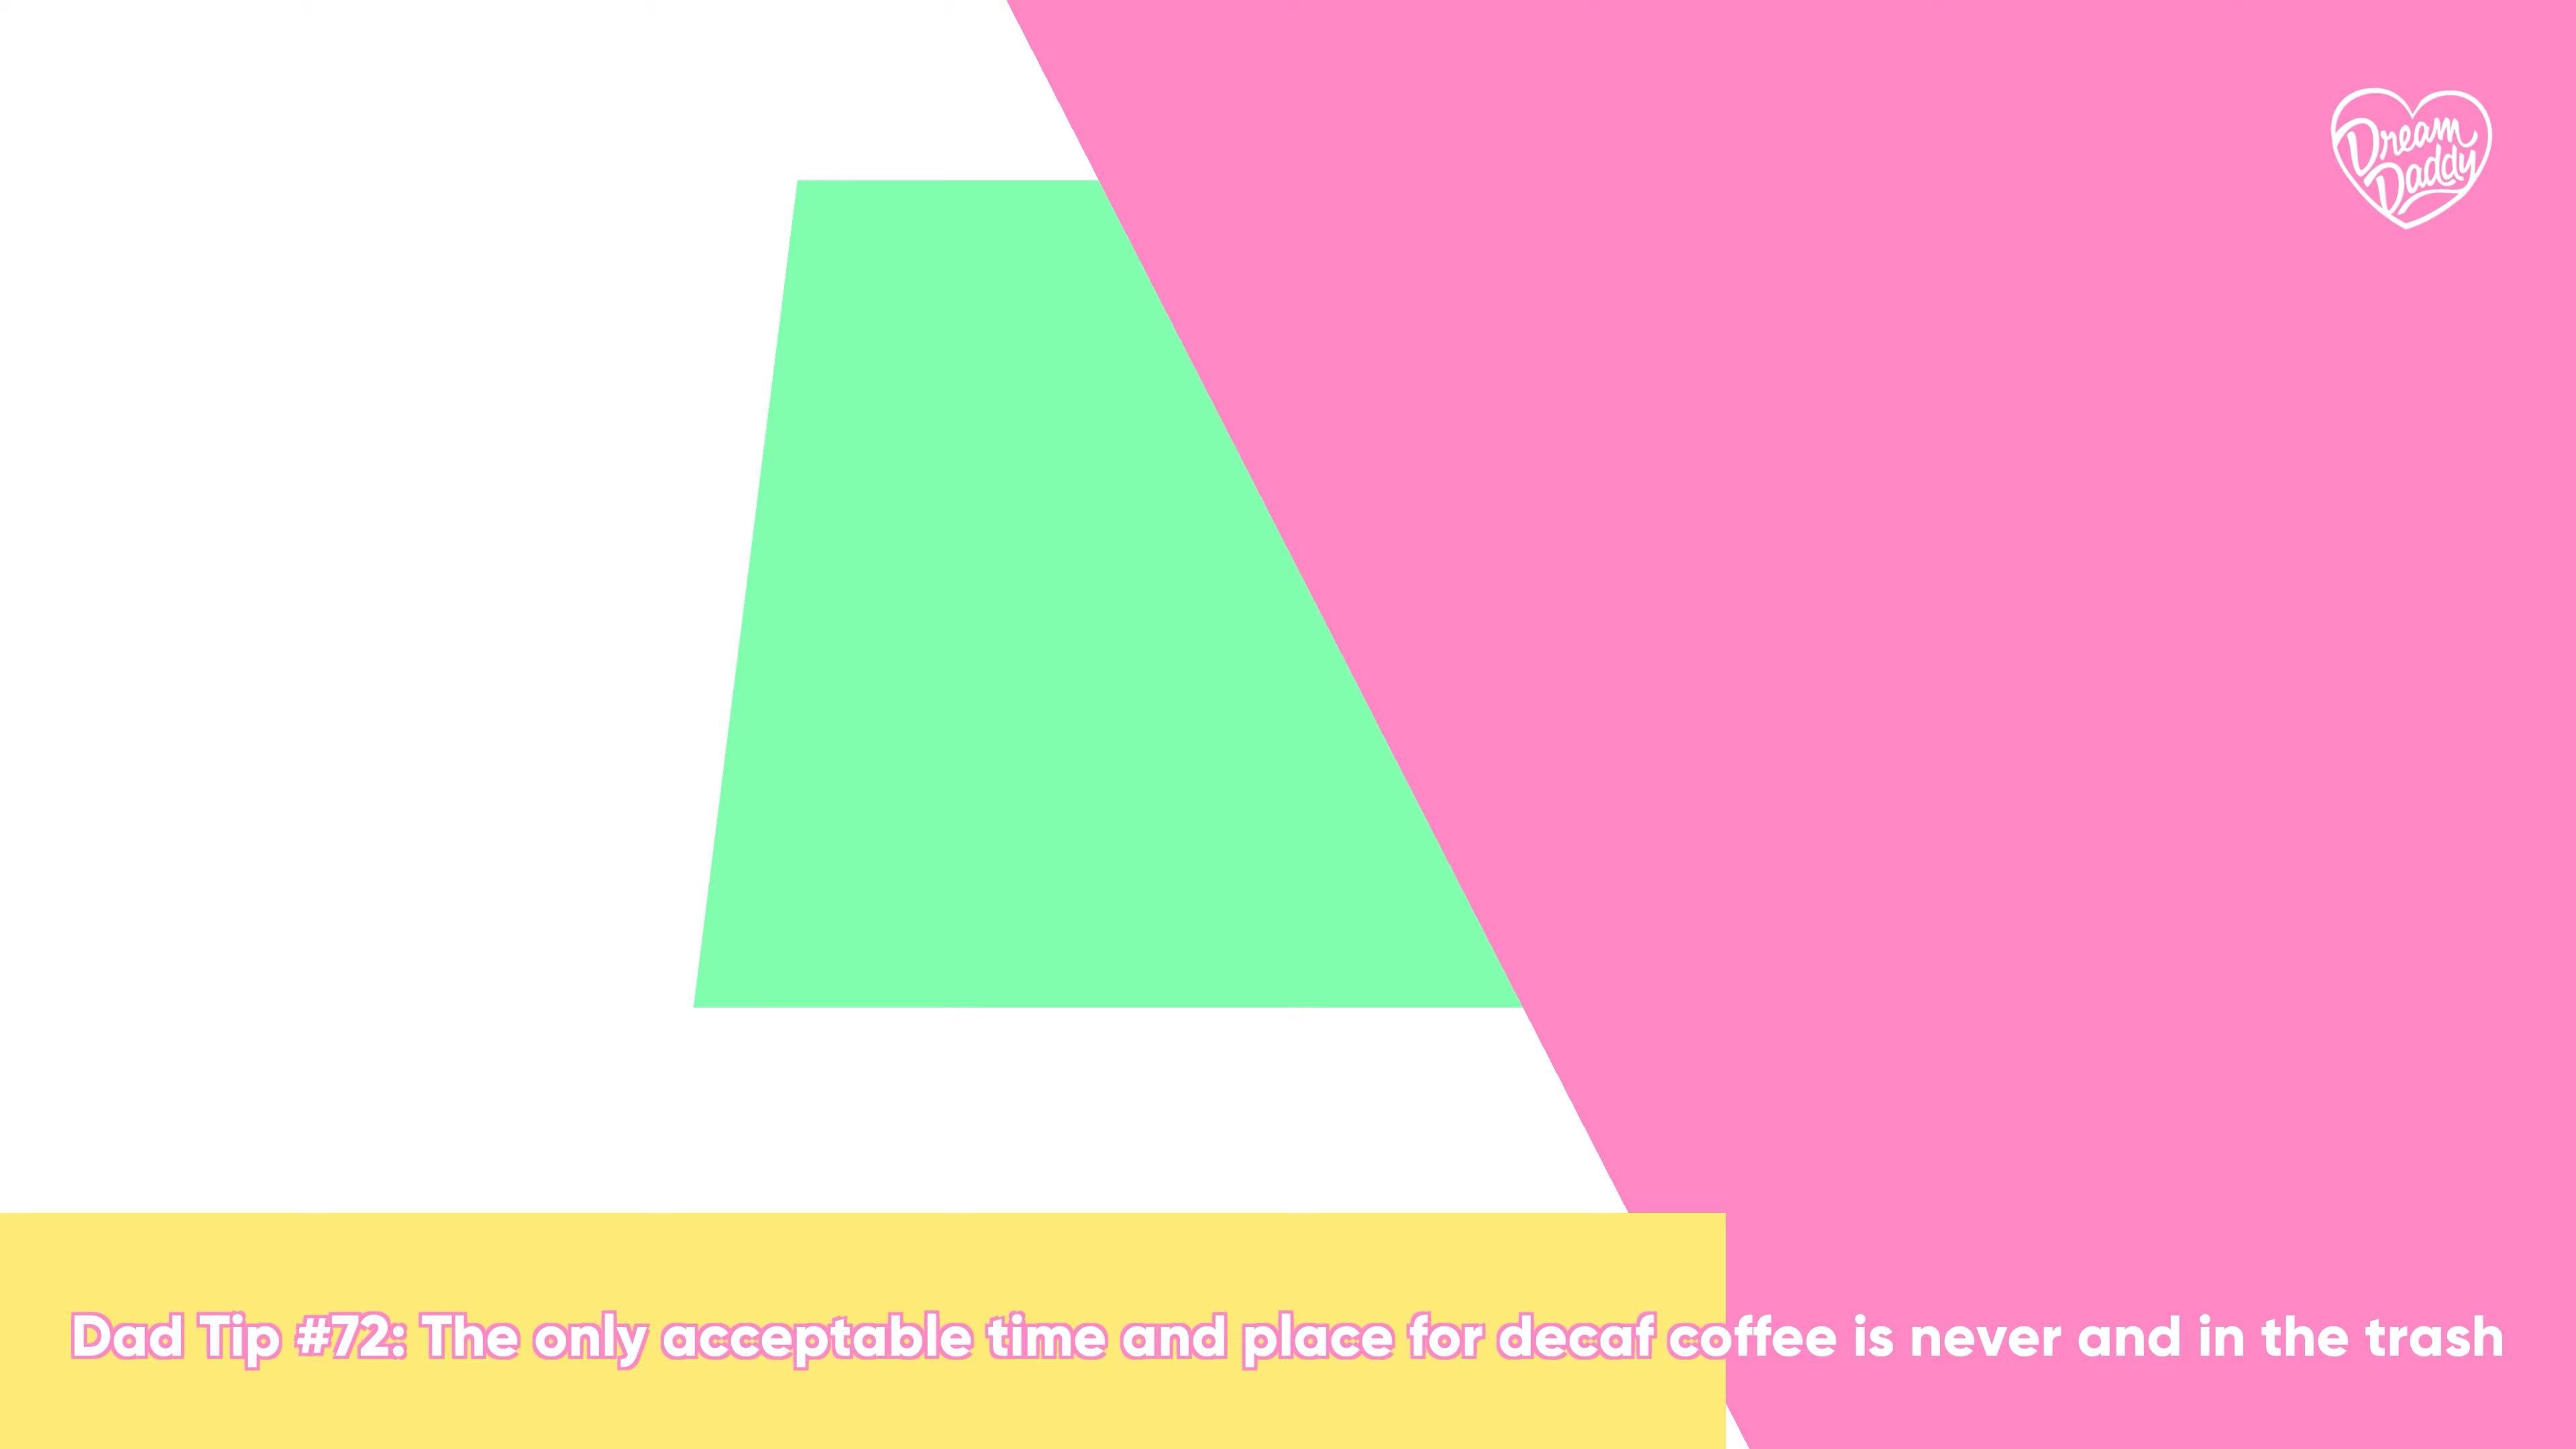 Dream
Daddy
Dad Tip #72: The only acceptable time and place for decaf coffee is never and in the trash